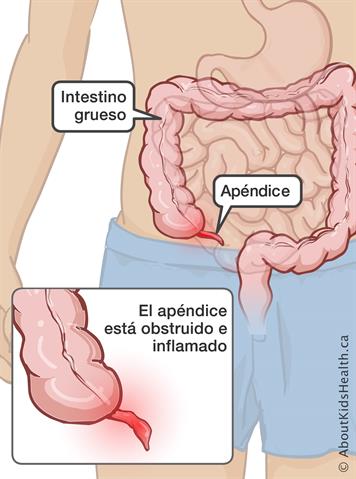 Intestino
grueso
Apéndice
El apéndice
está obstruido e
inflamado
© AboutKidsHealth.ca